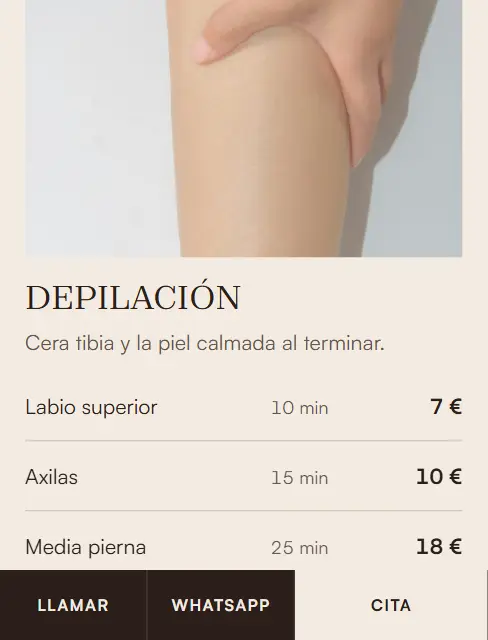 DEPILACIÓN
Cera tibia y la piel calmada al terminar.
Labio superior 10 min 7 €
Axilas 15 min 10 €
Media pierna 25 min 18 €
LLAMAR WHATSAPP CITA